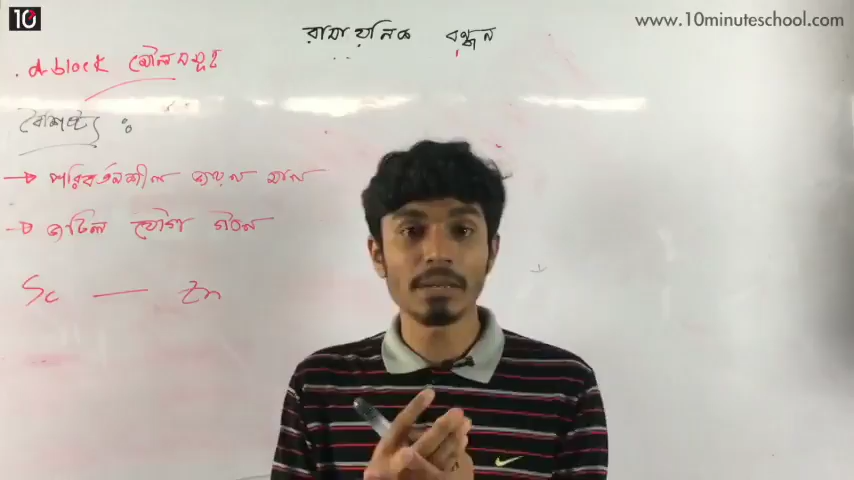 10
www.10minuteschool.com
রাসায়নিক বন্ধন
d-block মৌলসমূহ
বৈশিষ্ট্য :
→ পরিবর্তনশীল যোজন মান
→ জটিল যৌগ গঠন
Sc — Zn